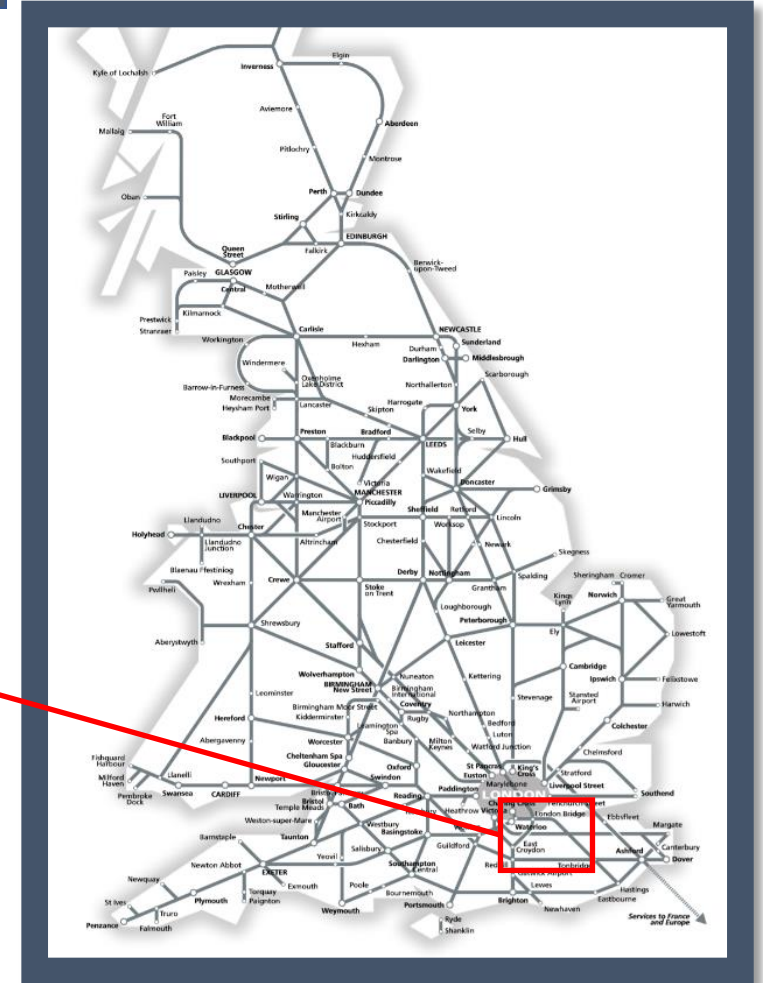 Kyle of Lochalsh
Inverness
Elgin
Aviemore
Fort
William
Mallaig
Aberdeen
Pitlochry
Montrose
Oban
Perth
Dundee
Stirling
Kirkcaldy
EDINBURGH
Queen
Street
Falkirk
Berwick-
upon-Tweed
Paisley
GLASGOW
Central
Motherwell
Prestwick
Kilmarnock
Stranraer
Carlisle
NEWCASTLE
Workington
Hexham
Sunderland
Durham
Darlington
Middlesbrough
Windermere
Oxenholme
Lake District
Scarborough
Barrow-in-Furness
Northallerton
Morecambe
Heysham Port
Lancaster
Harrogate
York
Skipton
Blackpool
Preston
Bradford
Selby
Hull
Blackburn
LEEDS
Huddersfield
Southport
Bolton
Wakefield
Wigan
Victoria
MANCHESTER
Piccadilly
Doncaster
Grimsby
LIVERPOOL
Warrington
Manchester
Airport
Sheffield
Retford
Llandudno
Stockport
Worksop
Lincoln
Holyhead
Chester
Llandudno
Junction
Altrincham
Chesterfield
Newark
Skegness
Blaenau Ffestiniog
Pwllheli
Wrexham
Crewe
Stoke
on Trent
Derby
Nottingham
Grantham
Spalding
Sheringham
Cromer
Kings
Lynn
Norwich
Great
Yarmouth
Loughborough
Peterborough
Shrewsbury
Ely
Lowestoft
Aberystwyth
Stafford
Leicester
Wolverhampton
BIRMINGHAM
New Street
Nuneaton
Birmingham
International
Kettering
Cambridge
Ipswich
Felixstowe
Leominster
Birmingham Moor Street
Kidderminster
Coventry
Rugby
Northampton
Stevenage
Stansted
Airport
Harwich
Hereford
Leamington
Spa
Bedford
Colchester
Abergavenny
Worcester
Banbury
Milton
Keynes
Luton
Watford Junction
Chelmsford
Cheltenham Spa
Gloucester
Oxford
St Pancras
Euston
King's
Cross
Stratford
Fishguard
Harbour
Milford
Haven
Pembroke
Dock
Llanelli
Swansea
CARDIFF
Newport
Swindon
Marylebone
Liverpool Street
Paddington
LONDON
Southend
Reading
Bristol
Temple Meads
Bath
Heathrow
Victoria
London Bridge
Ebbsfleet
Margate
Weston-super-Mare
Westbury
Basingstoke
Waterloo
Canterbury
Barnstaple
Taunton
Salisbury
Guildford
East
Croydon
Ashford
Dover
Newton Abbot
Yeovil
Southampton
Central
Tonbridge
Newquay
EXETER
Exmouth
Poole
Bournemouth
Lewes
Hastings
Eastbourne
St Ives
Plymouth
Torquay
Paignton
Weymouth
Portsmouth
Brighton
Newhaven
Truro
Penzance
Falmouth
Ryde
Shanklin
Services to France
and Europe